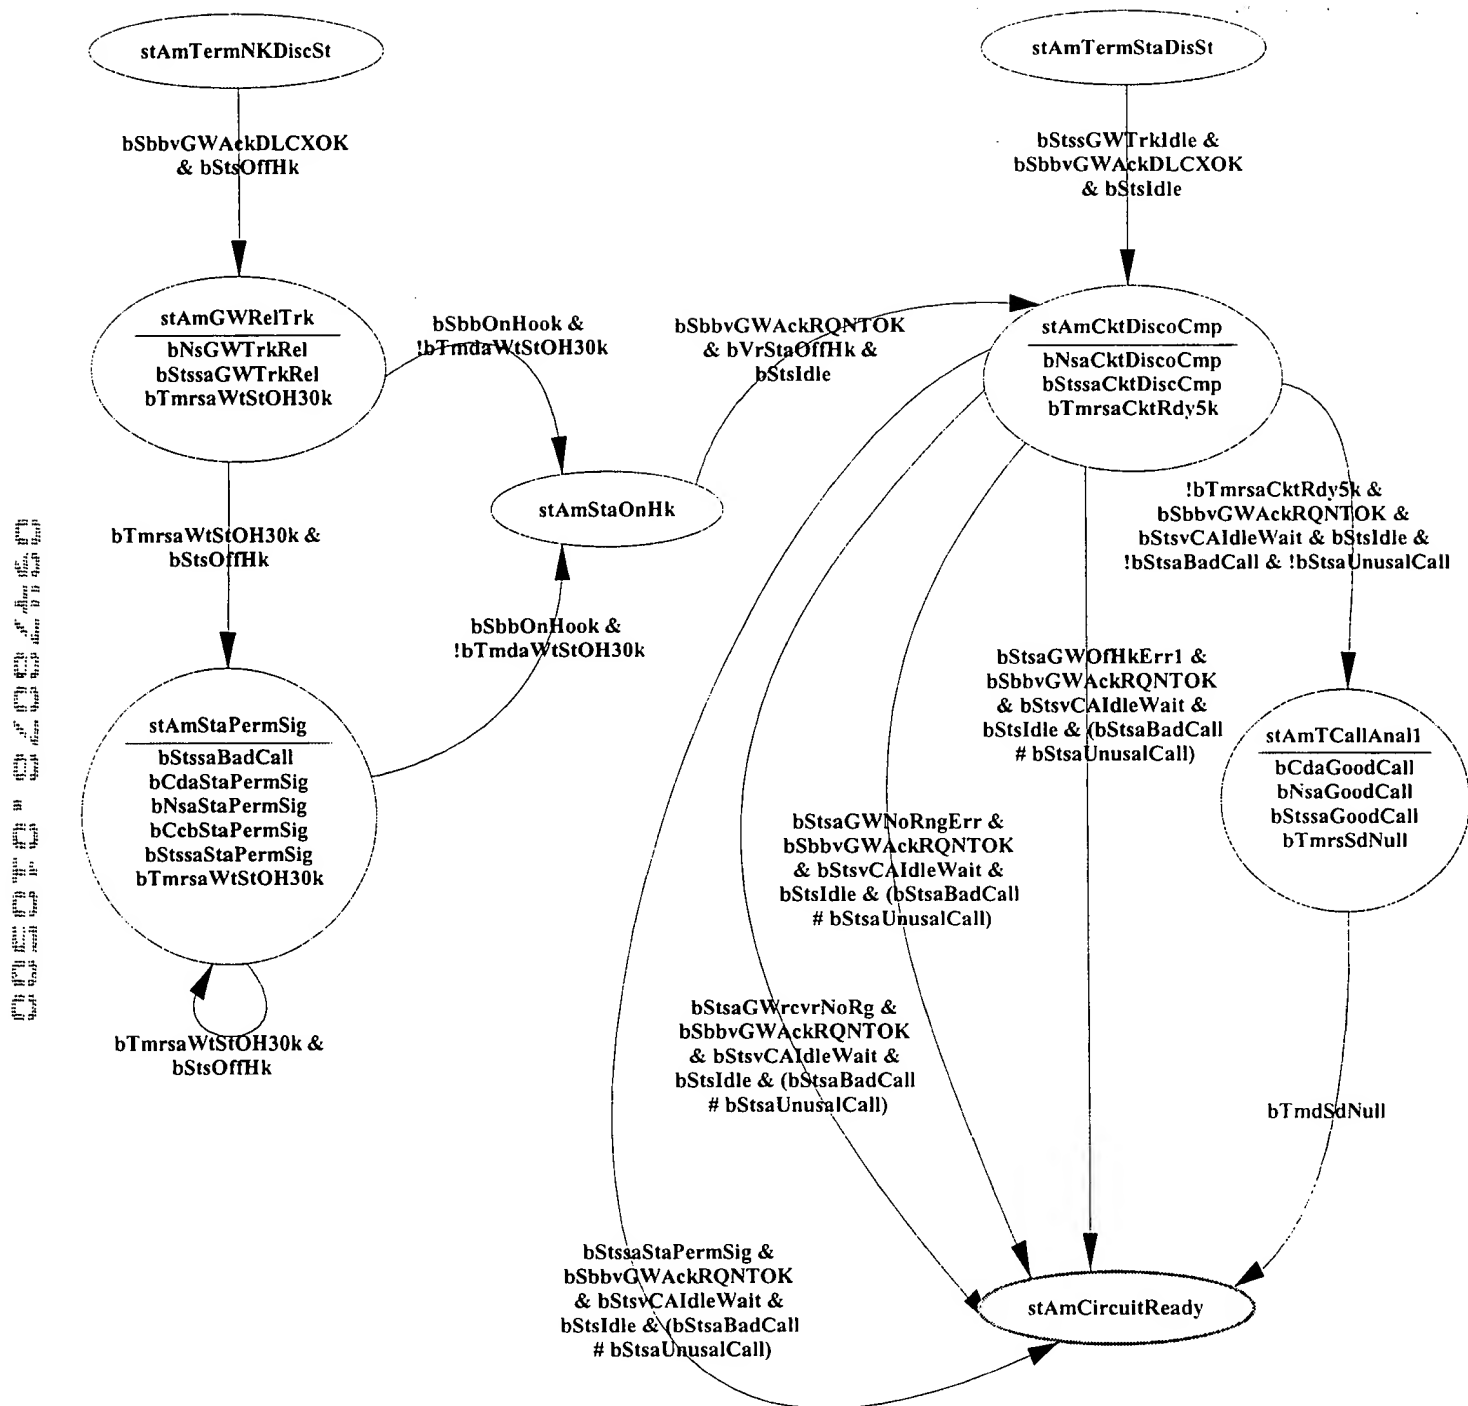 stAmTermNKDiscSt
stAmTermStaDisSt
bSbbvGWAckDLCXOK
& bStsOffHk
bStssGWTrkIdle &
bSbbvGWAckDLCXOK
& bStsIdle
stAmGWRelTrk
bNsGWTrkRel
bStssaGWTrkRel
bTmrsaWtStOH30k
bSbbOnHook &
!bTmdaWtStOH30k
bSbbvGWAckRQNTOK
& bVrStaOffHk &
bStsIdle
stAmCktDiscoCmp
bNsaCktDiscoCmp
bStssaCktDiscCmp
bTmrsaCktRdy5k
stAmStaOnHk
!bTmrsaCktRdy5k &
bSbbvGWAckRQNTOK &
bStsvCAIdleWait & bStsIdle &
!bStsaBadCall & !bStsaUnusalCall
bTmrsaWtStOH30k &
bStsOffHk
bSbbOnHook &
!bTmdaWtStOH30k
bStsaGWOfHkErr1 &
bSbbvGWAckRQNTOK
& bStsvCAIdleWait &
bStsIdle & (bStsaBadCall
# bStsaUnusalCall)
stAmStaPermSig
bStssaBadCall
bCdaStaPermSig
bNsaStaPermSig
bCcbStaPermSig
bStssaStaPermSig
bTmrsaWtStOH30k
stAmTCallAnal1
bCdaGoodCall
bNsaGoodCall
bStssaGoodCall
bTmrsSdNull
bStsaGWNoRngErr &
bSbbvGWAckRQNTOK
& bStsvCAIdleWait &
bStsIdle & (bStsaBadCall
# bStsaUnusalCall)
bTmrsaWtStOH30k &
bStsOffHk
bStsaGWrcvrNoRg &
bSbbvGWAckRQNTOK
& bStsvCAIdleWait &
bStsIdle & (bStsaBadCall
# bStsaUnusalCall)
bTmdSdNull
bStssaStaPermSig &
bSbbvGWAckRQNTOK
& bStsvCAIdleWait &
bStsIdle & (bStsaBadCall
# bStsaUnusalCall)
stAmCircuitReady